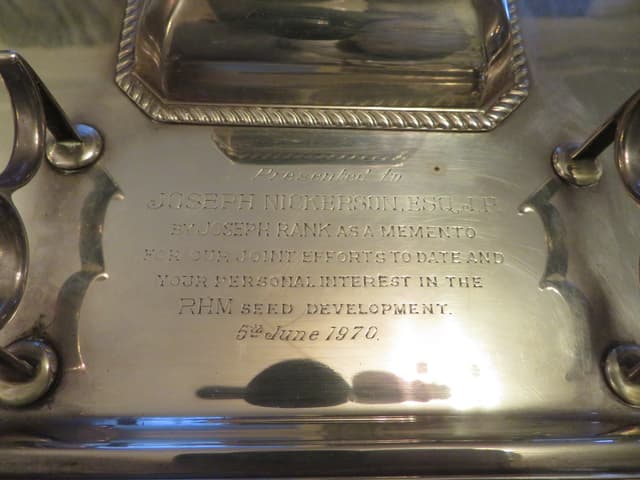 Presented to
JOSEPH NICKERSON, ESQ., J.P.
BY JOSEPH RANK AS A MEMENTO
FOR OUR JOINT EFFORTS TO DATE AND
YOUR PERSONAL INTEREST IN THE
RHM SEED DEVELOPMENT.
5th June 1970.